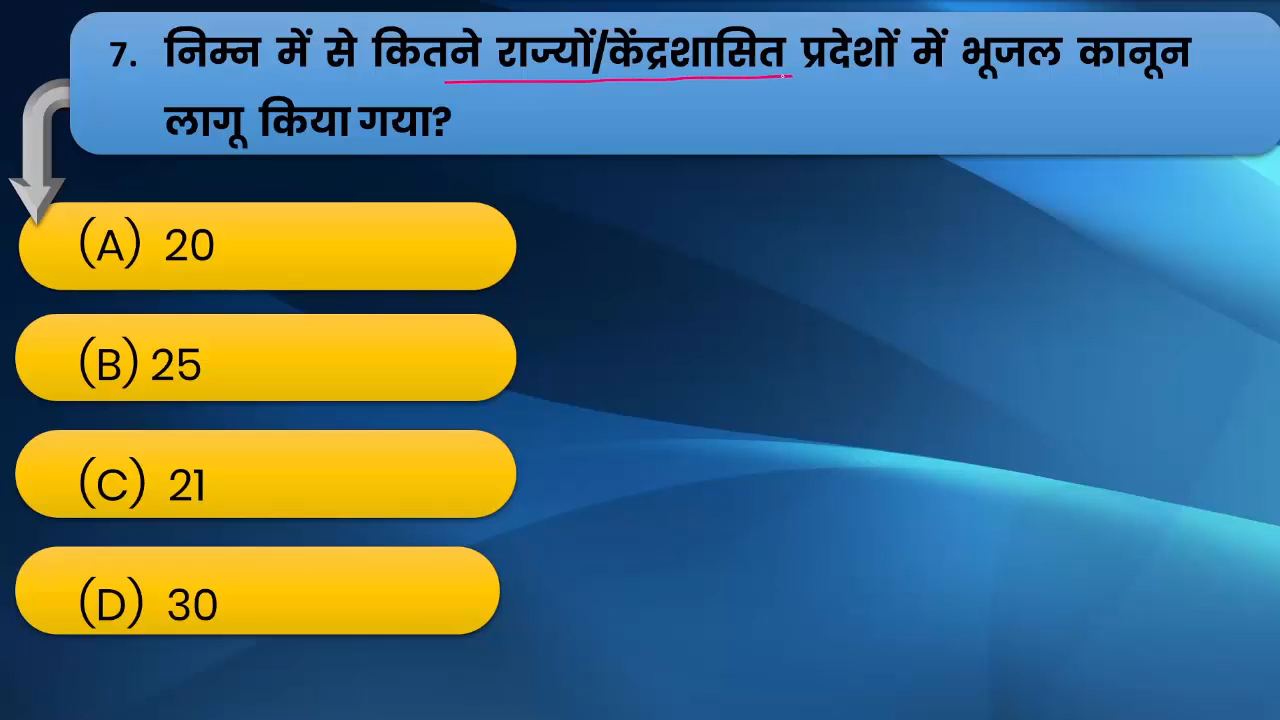 7. निम्न में से कितने राज्यों/केंद्रशासित प्रदेशों में भूजल कानून
लागू किया गया?
(A) 20
(B) 25
(C) 21
(D) 30